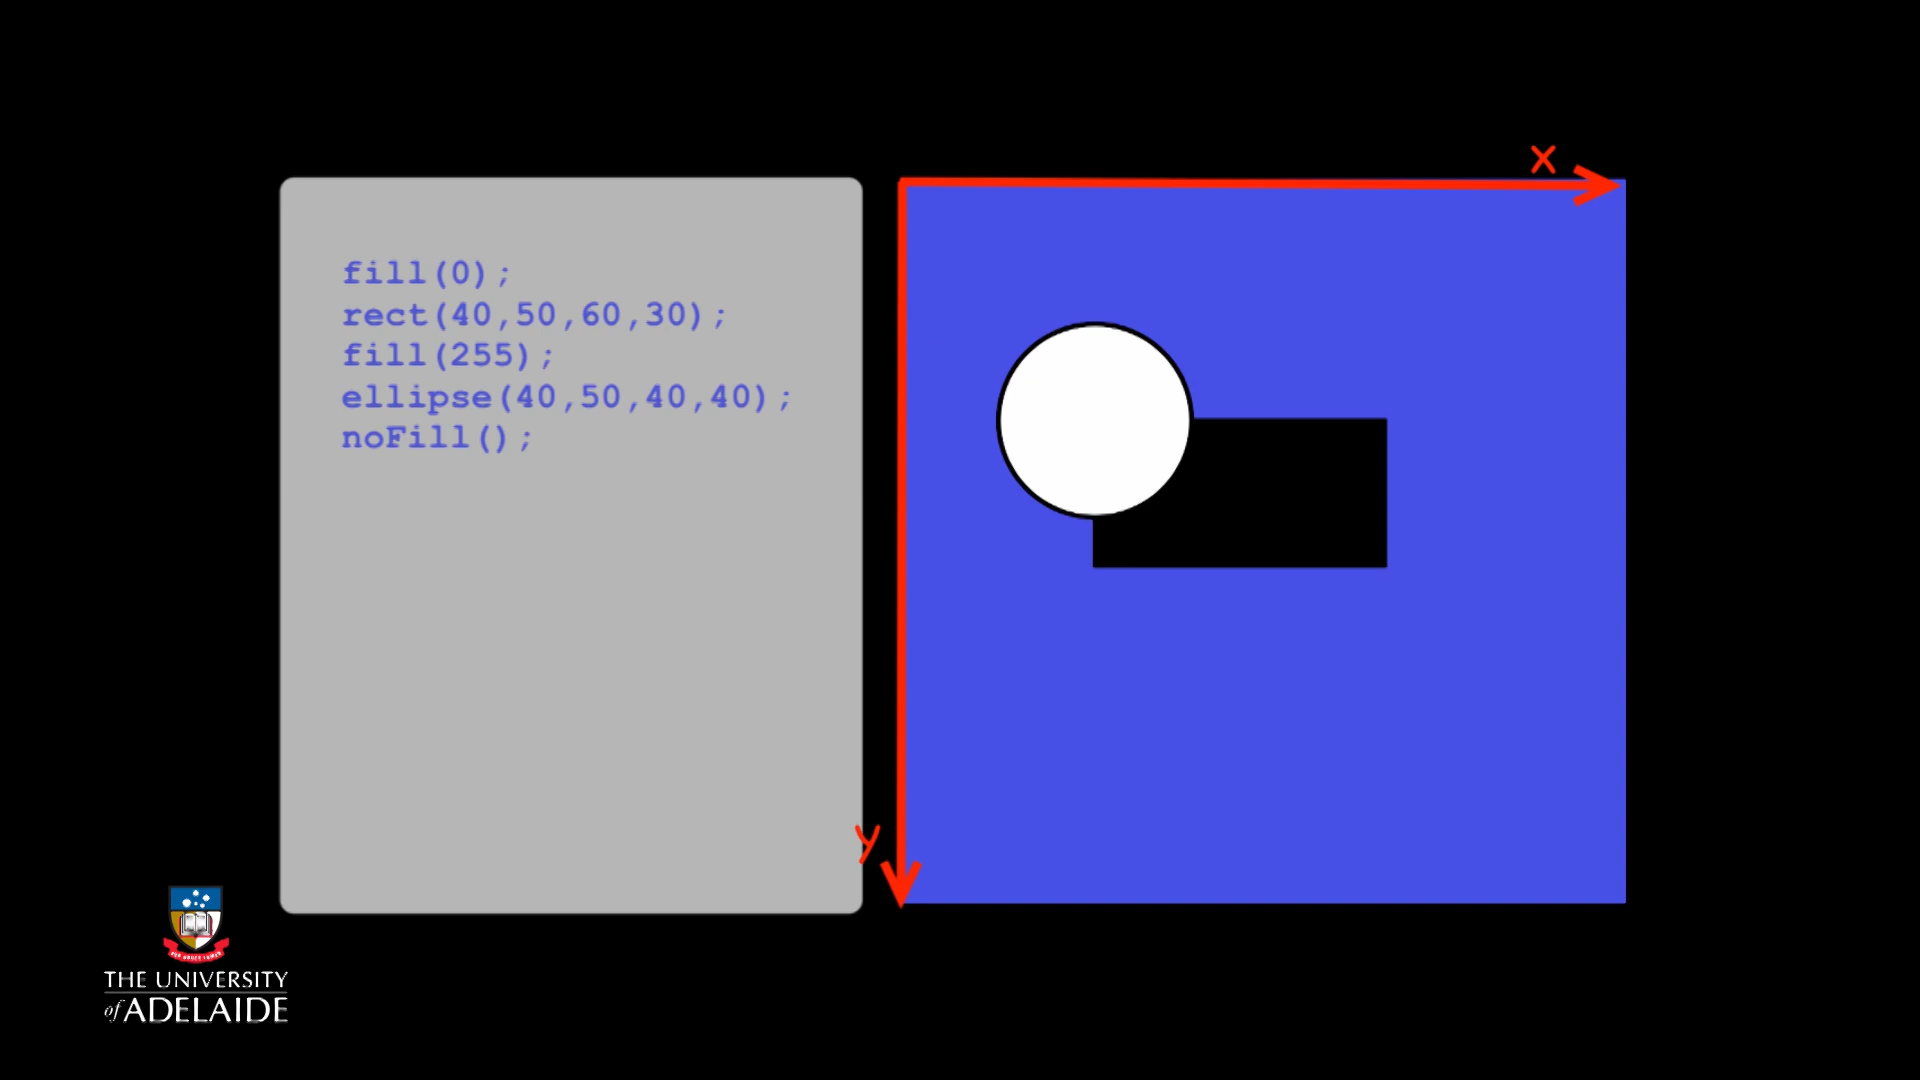 fill(0);
rect(40,50,60,30);
fill(255);
ellipse(40,50,40,40);
noFill();
x
y
THE UNIVERSITY
of ADELAIDE